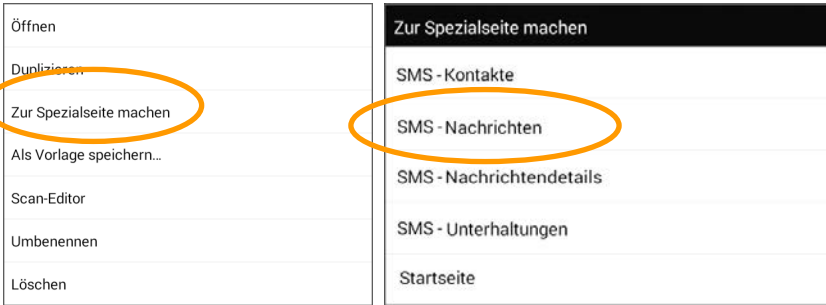 Öffnen
Duplizieren
Zur Spezialseite machen
Als Vorlage speichern...
Scan-Editor
Umbenennen
Löschen
Zur Spezialseite machen
SMS - Kontakte
SMS - Nachrichten
SMS - Nachrichtendetails
SMS - Unterhaltungen
Startseite